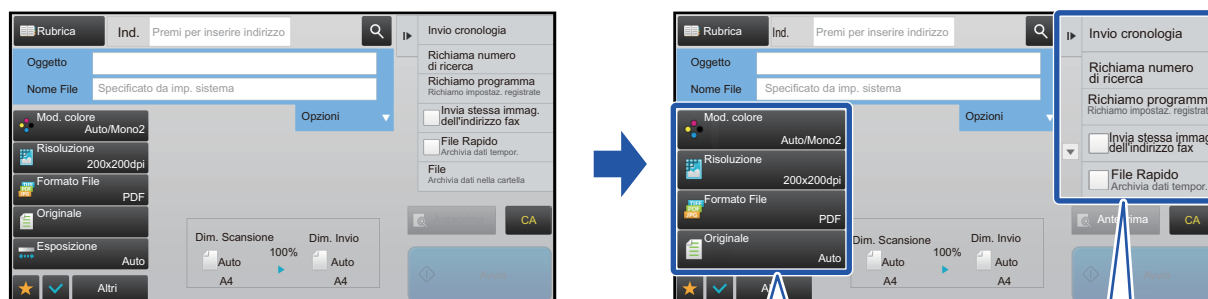 Rubrica
Ind.
Premi per inserire indirizzo
Oggetto
Nome File
Specificato da imp. sistema
Opzioni
Mod. colore
Auto/Mono2
Risoluzione
200x200dpi
Formato File
PDF
Originale
Esposizione
Auto
Altri
Dim. Scansione
Dim. Invio
100%
Auto
Auto
A4
A4
Invio cronologia
Richiama numero
di ricerca
Richiamo programma
Richiamo impostaz. registrate
Invia stessa immag.
dell'indirizzo fax
File Rapido
Archivia dati tempor.
File
Archivia dati nella cartella
CA
Rubrica
Ind.
Premi per inserire indirizzo
Oggetto
Nome File
Specificato da imp. sistema
Opzioni
Mod. colore
Auto/Mono2
Risoluzione
200x200dpi
TIFF
PDF
JPG
Formato File
PDF
Originale
Auto
Dim. Scansione
Dim. Invio
100%
Auto
Auto
A4
A4
Invio cronologia
Richiama numero
di ricerca
Richiamo programm
Richiamo impostaz. registrat
Invia stessa immag
dell'indirizzo fax
File Rapido
Archivia dati tempor.
CA